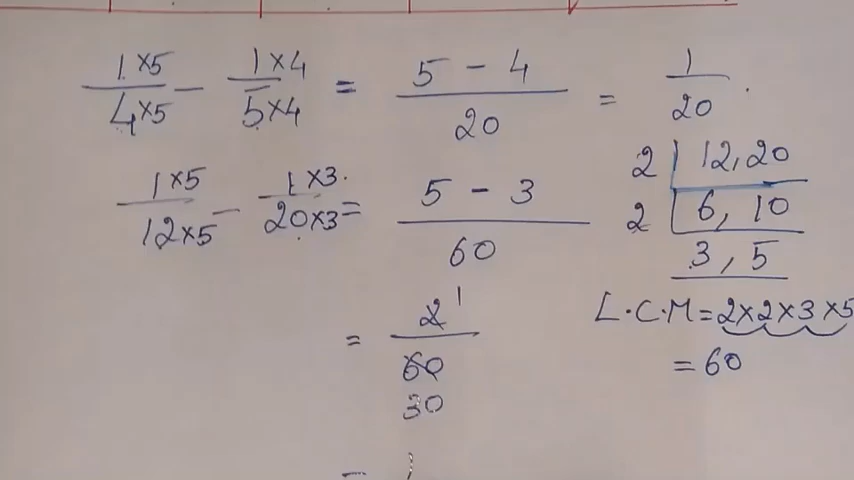 1×5/4×5 − 1×4/5×4 = 5 − 4/20 = 1/20
1×5/12×5 − 1×3/20×3 = 5 − 3/60
2 | 12, 20
2 | 6, 10
3, 5
L.C.M = 2×2×3×5
= 60
= 2 1/60 30
=